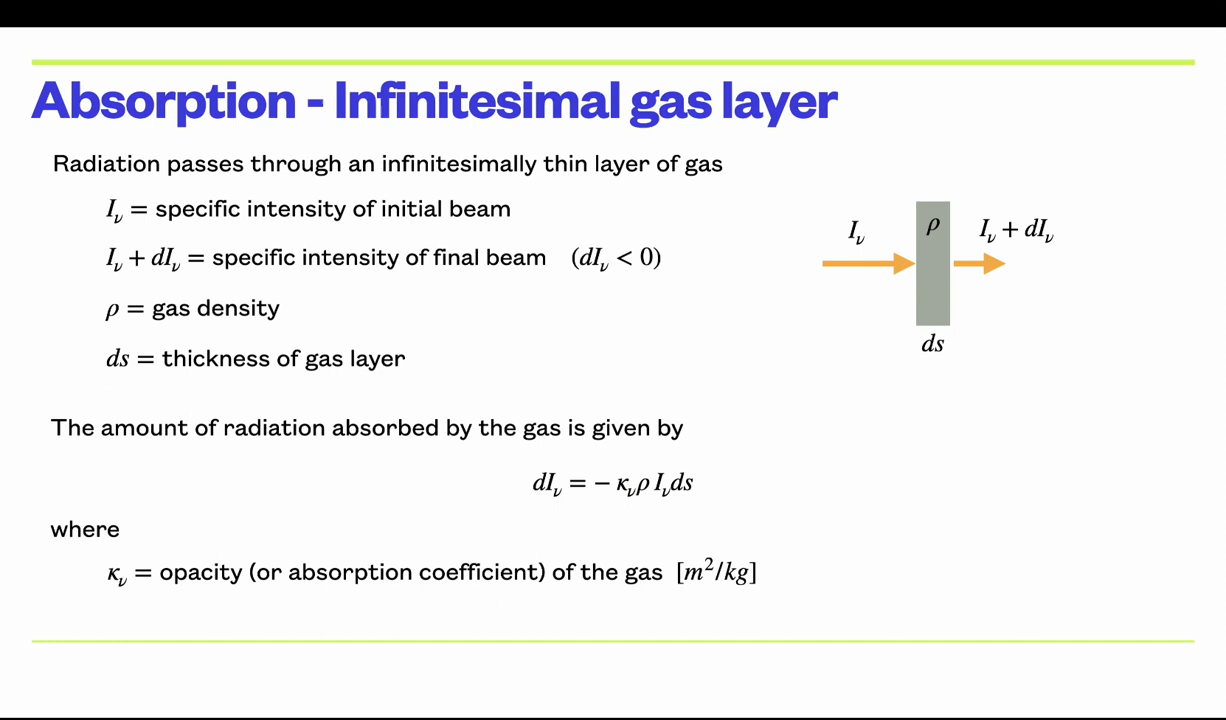 Absorption - Infinitesimal gas layer
Radiation passes through an infinitesimally thin layer of gas
I_ν = specific intensity of initial beam
I_ν + dI_ν = specific intensity of final beam (dI_ν < 0)
ρ = gas density
ds = thickness of gas layer
I_ν
ρ
I_ν + dI_ν
ds
The amount of radiation absorbed by the gas is given by
dI_ν = − κ_νρ I_νds
where
κ_ν = opacity (or absorption coefficient) of the gas [m²/kg]